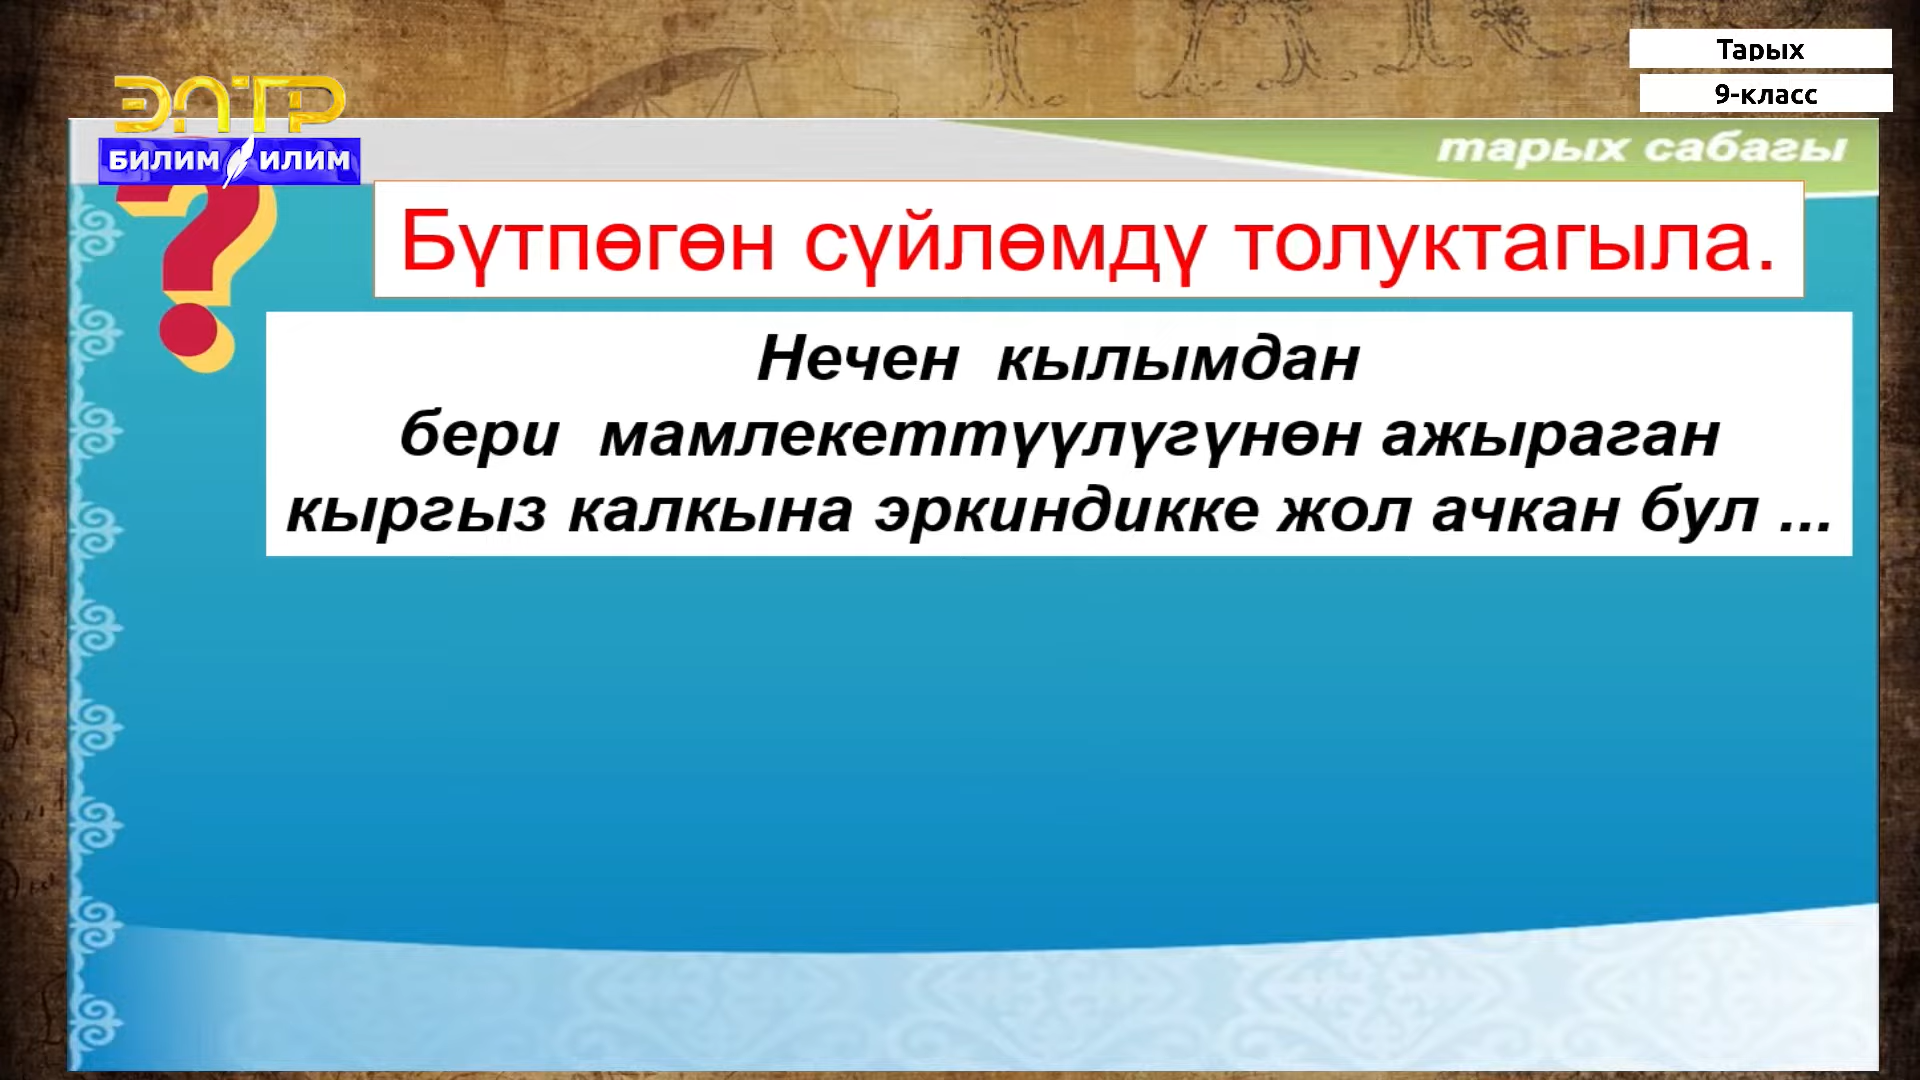 Тарых
9-класс
ЭЛТР
БИЛИМ ИЛИМ
тарых сабагы
Бүтпөгөн сүйлөмдү толуктагыла.
Нечен кылымдан
бери мамлекеттүүлүгүнөн ажыраган
кыргыз калкына эркиндикке жол ачкан бул ...